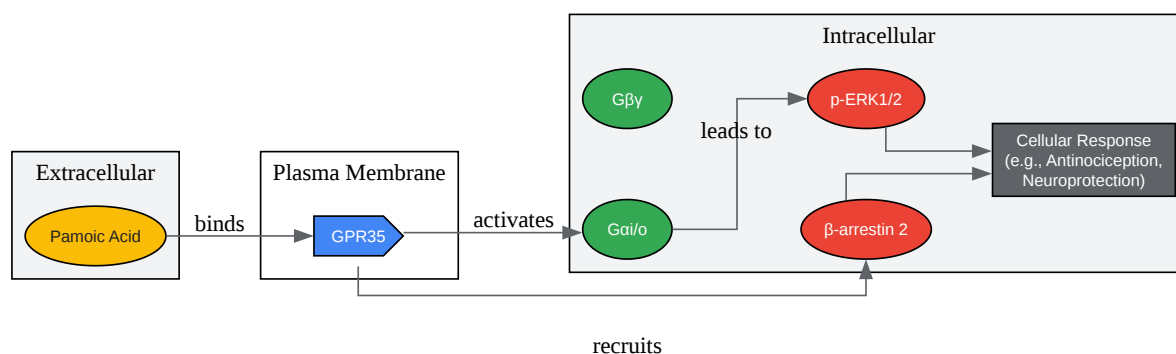 Intracellular
Gβγ
p-ERK1/2
leads to
Cellular Response
(e.g., Antinociception,
Neuroprotection)
Extracellular
Plasma Membrane
Pamoic Acid
binds
GPR35
activates
Gαi/o
β-arrestin 2
recruits